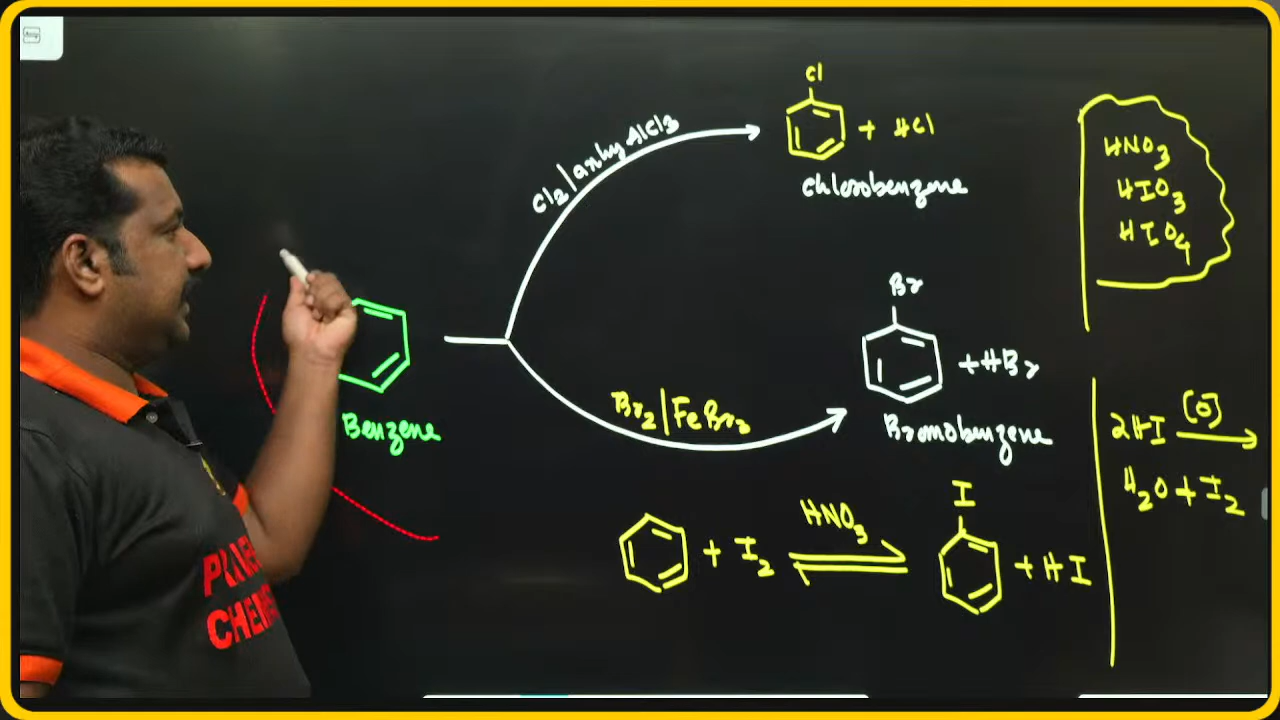 Cl
Cl2/anhy AlCl3
+ HCl
Chlorobenzene
HNO3
HIO3
HIO4
Br
+HBr
Br2/FeBr3
Bromobenzene
Benzene
2HI [O]
H2O + I2
I
HNO3
+ I2
+ HI